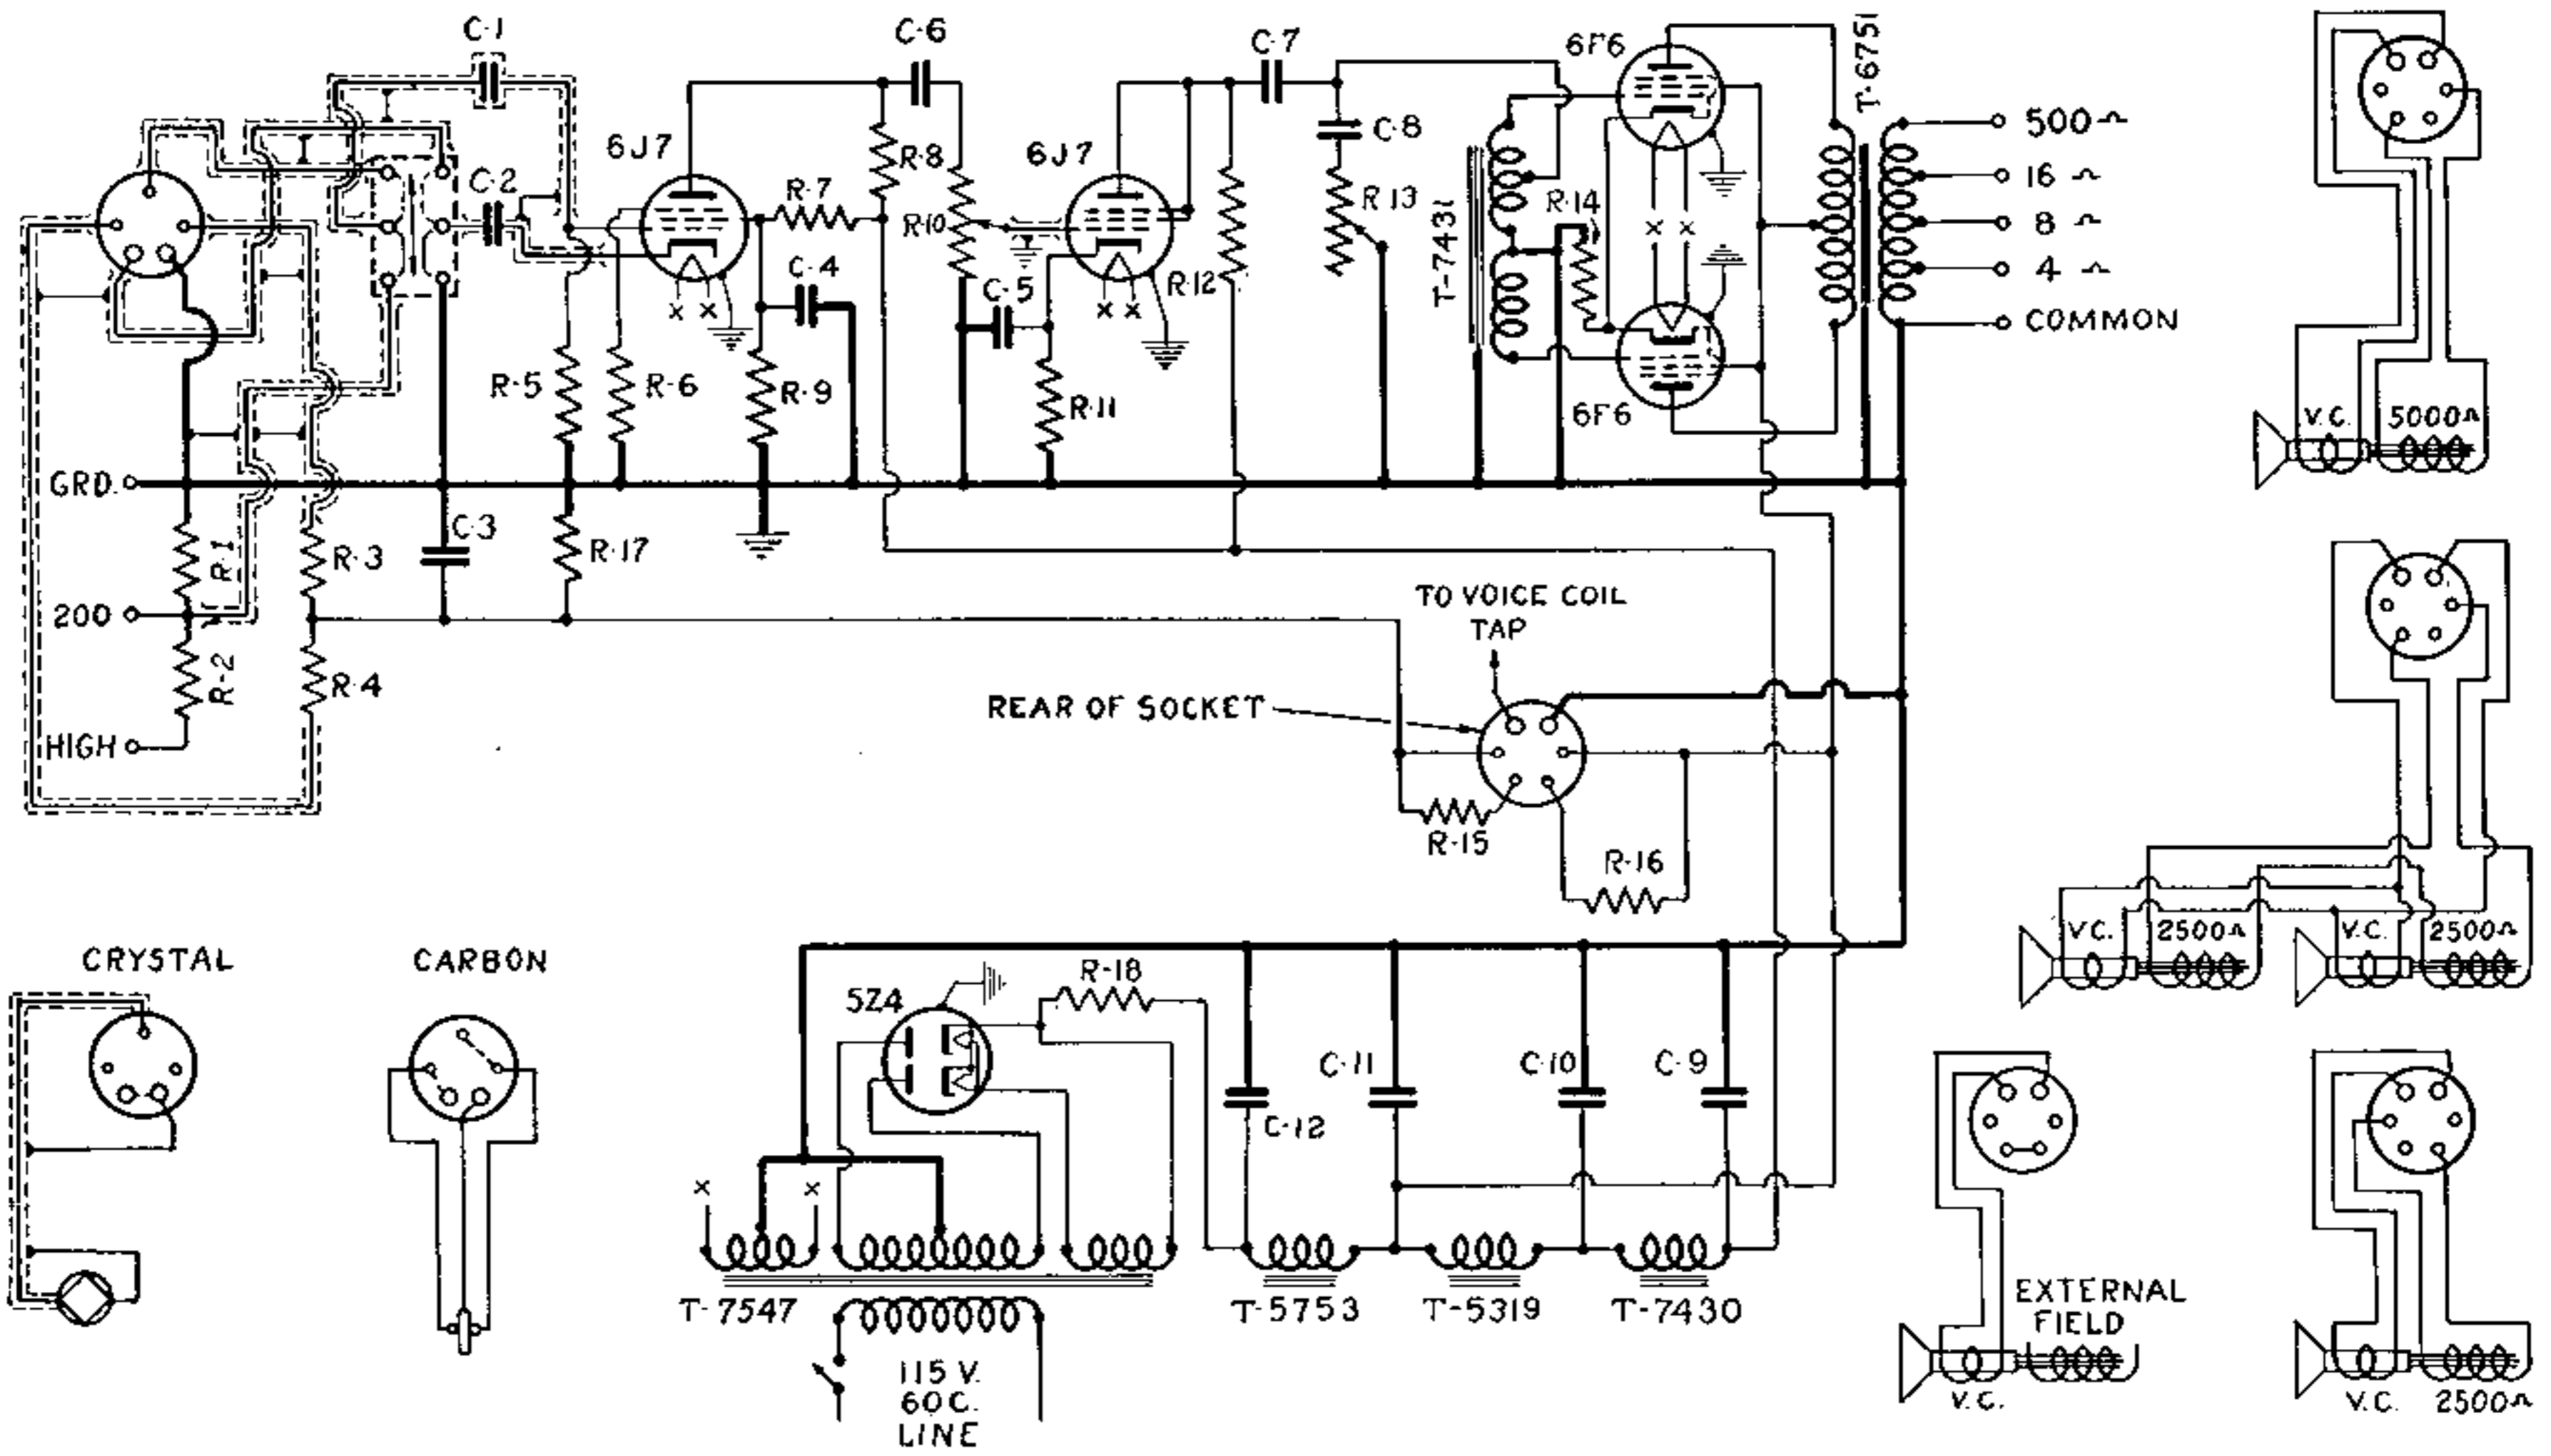 C-1
C-6
C-7
6F6
T-6751
C-8
6J7
R-8
6J7
500 Ω
C-2
R-7
R-13
16 Ω
R-14
R-10
8 Ω
T-7431
4 Ω
C-4
C-5
R-12
COMMON
R-5
R-6
R-9
R-11
6F6
V.C.
5000Ω
GRD.
C-3
R-1
R-3
R-17
200
TO VOICE COIL
TAP
R-2
R-4
REAR OF SOCKET
HIGH
R-15
R-16
V.C.
2500Ω
V.C.
2500Ω
CRYSTAL
CARBON
5Z4
R-18
C-11
C-10
C-9
C-12
x
x
x x
x x
x x
T-7547
T-5753
T-5319
T-7430
EXTERNAL
FIELD
115 V.
60 C.
LINE
V.C.
V.C.
2500Ω